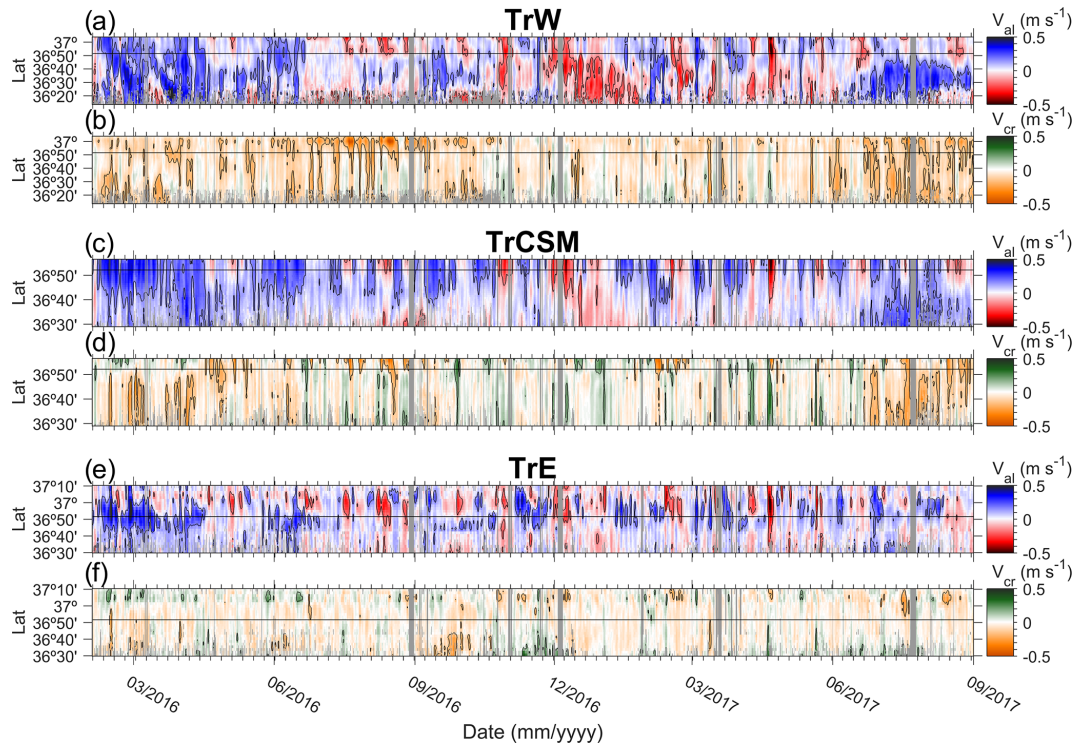 TrW
(a)
V_al (m s⁻¹)
Lat
37°
36°50'
36°40'
36°30'
36°20'
0.5
0
-0.5
(b)
V_cr (m s⁻¹)
Lat
37°
36°50'
36°40'
36°30'
36°20'
0.5
0
-0.5
TrCSM
(c)
V_al (m s⁻¹)
Lat
36°50'
36°40'
36°30'
0.5
0
-0.5
(d)
V_cr (m s⁻¹)
Lat
36°50'
36°40'
36°30'
0.5
0
-0.5
TrE
(e)
V_al (m s⁻¹)
Lat
37°10'
37°
36°50'
36°40'
36°30'
0.5
0
-0.5
(f)
V_cr (m s⁻¹)
Lat
37°10'
37°
36°50'
36°40'
36°30'
0.5
0
-0.5
03/2016 06/2016 09/2016 12/2016 03/2017 06/2017 09/2017
Date (mm/yyyy)